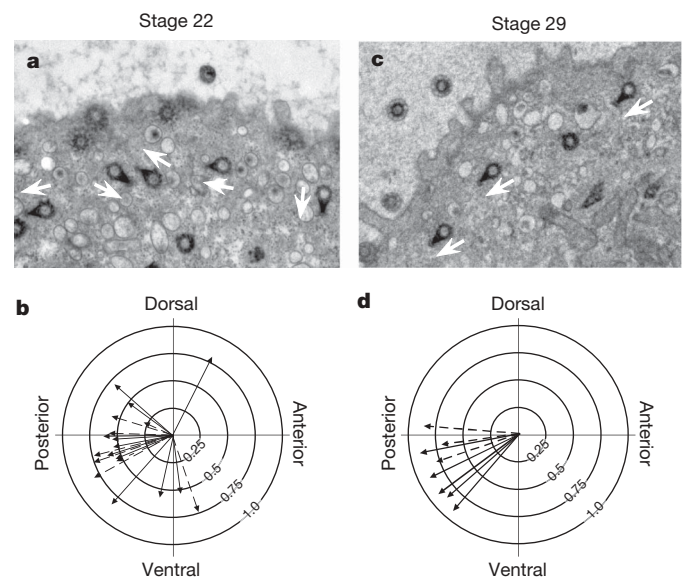 Stage 22
Stage 29
a
c
b
Dorsal
Posterior
Anterior
0.25
0.5
0.75
1.0
Ventral
d
Dorsal
Posterior
Anterior
0.25
0.5
0.75
1.0
Ventral